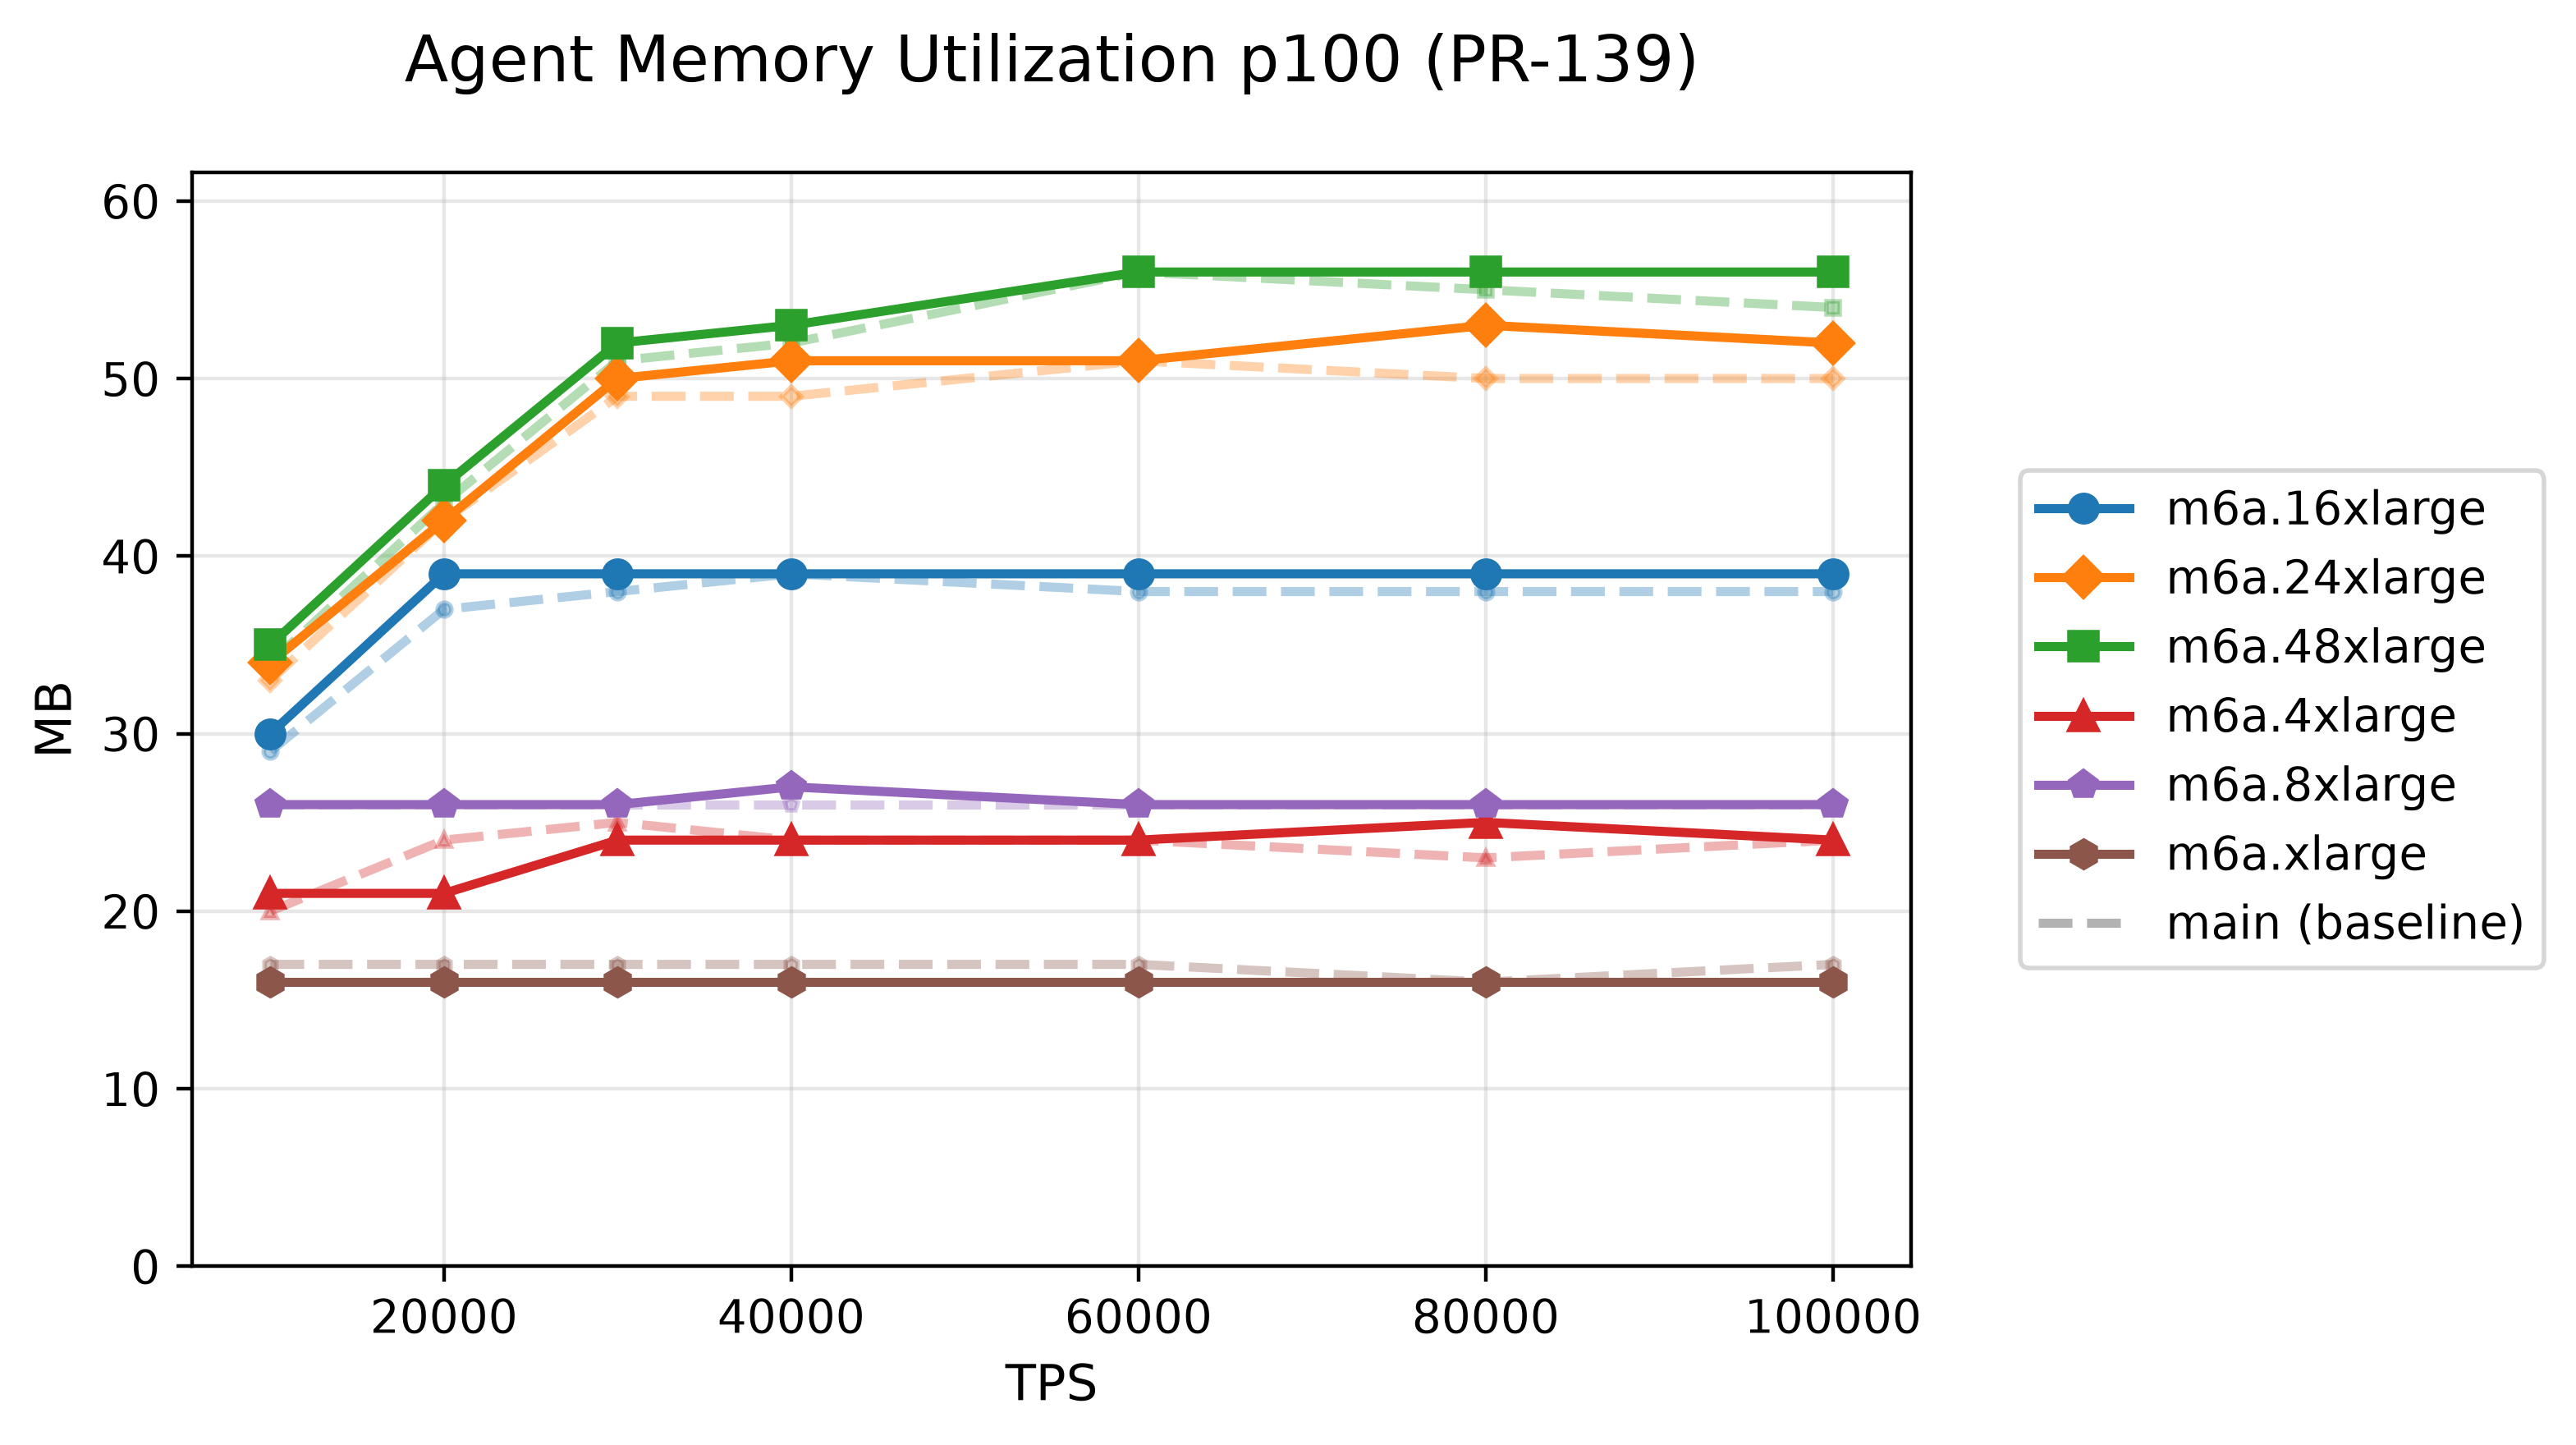 Agent Memory Utilization p100 (PR-139)
60
50
40
30
20
10
0
MB
20000 40000 60000 80000 100000
TPS
m6a.16xlarge
m6a.24xlarge
m6a.48xlarge
m6a.4xlarge
m6a.8xlarge
m6a.xlarge
main (baseline)